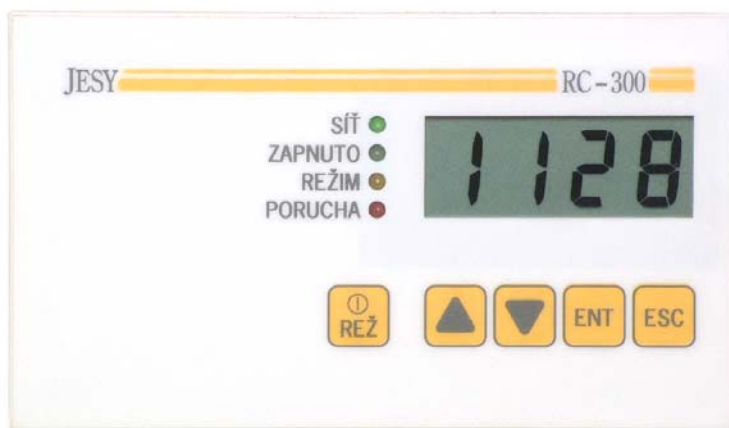 JESY RC-300
SÍŤ
ZAPNUTO
REŽIM
PORUCHA
1128
REŽ ENT ESC